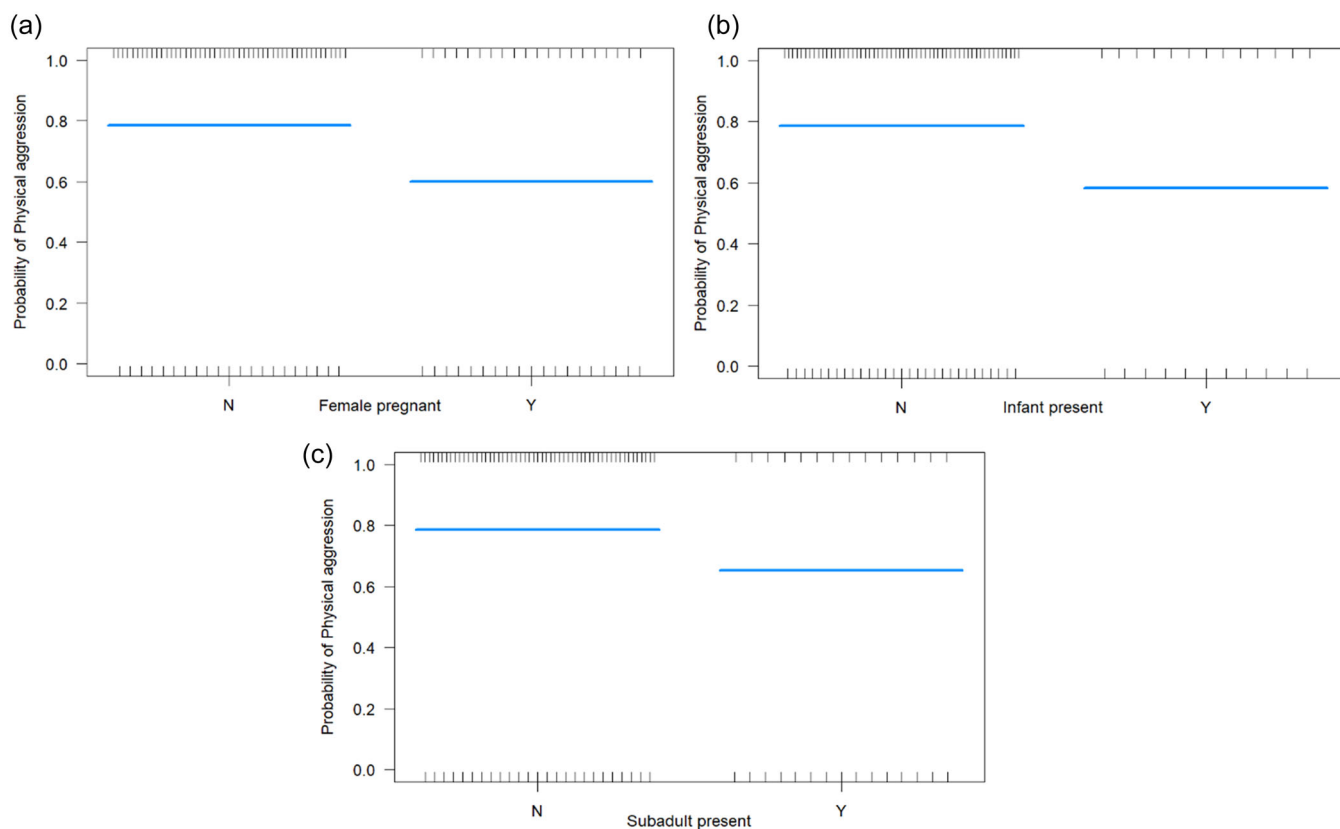 (a)
1.0
0.8
0.6
0.4
0.2
0.0
Probability of Physical aggression
N Female pregnant Y
(b)
1.0
0.8
0.6
0.4
0.2
0.0
Probability of Physical aggression
N Infant present Y
(c)
1.0
0.8
0.6
0.4
0.2
0.0
Probability of Physical aggression
N Y
Subadult present